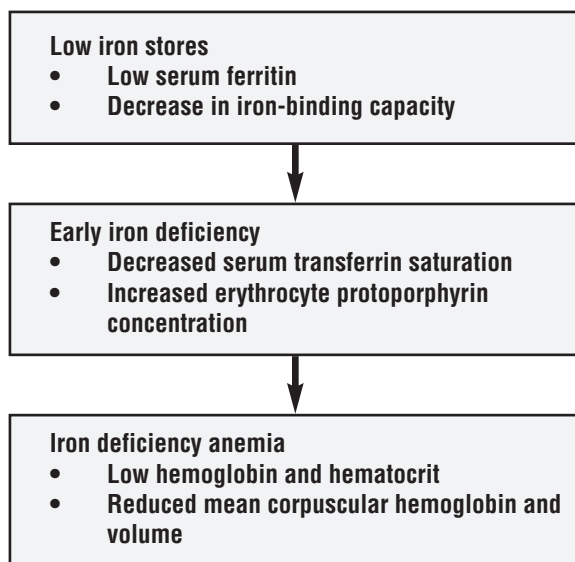 Low iron stores
• Low serum ferritin
• Decrease in iron-binding capacity
Early iron deficiency
• Decreased serum transferrin saturation
• Increased erythrocyte protoporphyrin
concentration
Iron deficiency anemia
• Low hemoglobin and hematocrit
• Reduced mean corpuscular hemoglobin and
volume